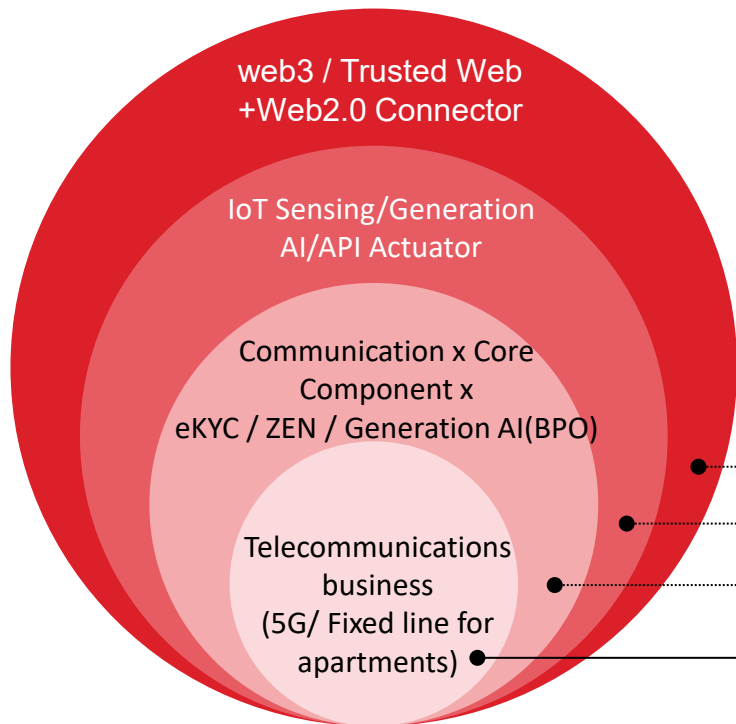 web3 / Trusted Web
+Web2.0 Connector
IoT Sensing/Generation
AI/API Actuator
Communication x Core
Component x
eKYC / ZEN / Generation AI(BPO)
Telecommunications
business
(5G/ Fixed line for
apartments)